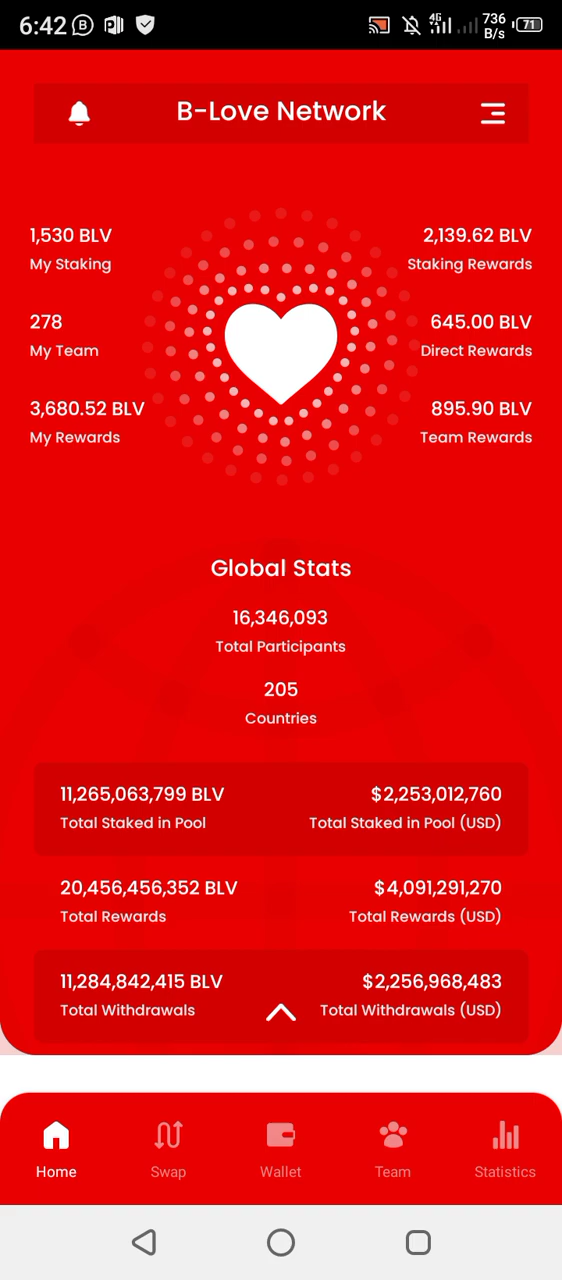 6:42
4G
736
B/s
71
B-Love Network
1,530 BLV
2,139.62 BLV
My Staking
Staking Rewards
278
645.00 BLV
My Team
Direct Rewards
3,680.52 BLV
895.90 BLV
My Rewards
Team Rewards
Global Stats
16,346,093
Total Participants
205
Countries
11,265,063,799 BLV
$2,253,012,760
Total Staked in Pool
Total Staked in Pool (USD)
20,456,456,352 BLV
$4,091,291,270
Total Rewards
Total Rewards (USD)
11,284,842,415 BLV
$2,256,968,483
Total Withdrawals
Total Withdrawals (USD)
Home
Swap
Wallet
Team
Statistics